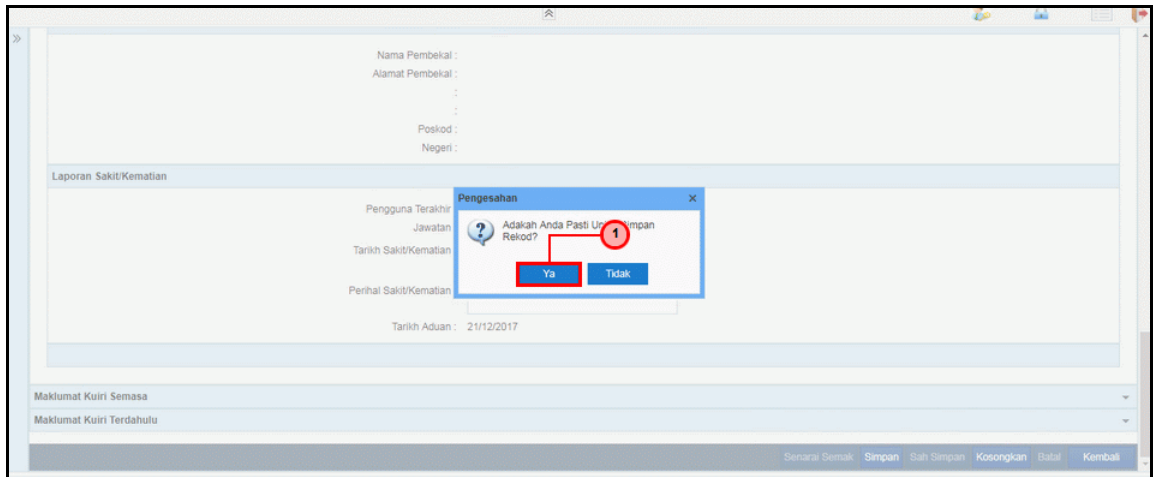 Nama Pembekal :
Alamat Pembekal :
:
:
Poskod :
Negeri :
Laporan Sakit/Kematian
Pengguna Terakhir
Jawatan
Tarikh Sakit/Kematian
Perihal Sakit/Kematian
Tarikh Aduan : 21/12/2017
Pengesahan x
Adakah Anda Pasti Simpan
Rekod?
1
Ya Tidak
Maklumat Kuiri Semasa
Maklumat Kuiri Terdahulu
Senarai Semak Simpan Sah Simpan Kosongkan Batal Kembali